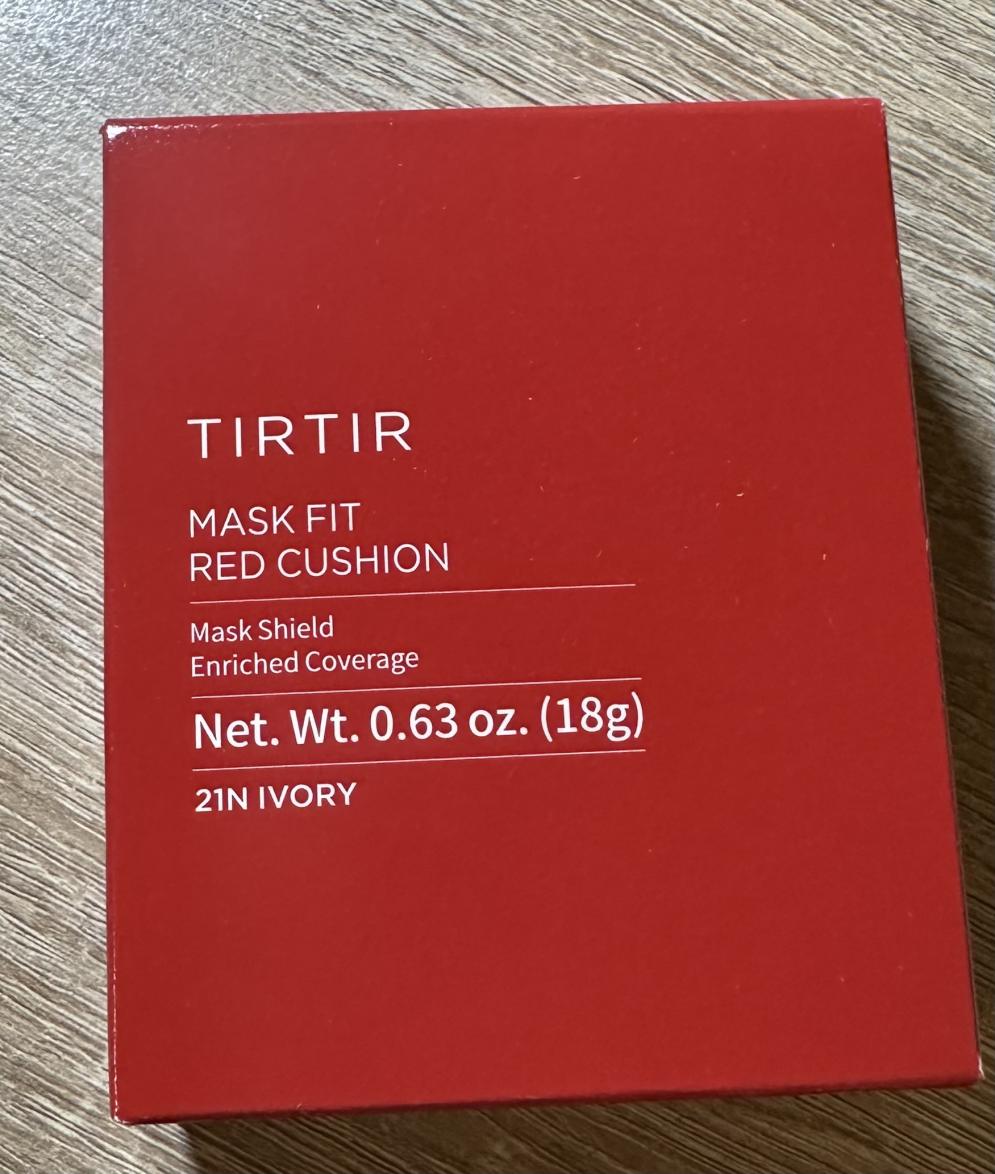 TIRTIR
MASK FIT
RED CUSHION
Mask Shield
Enriched Coverage
Net. Wt. 0.63 oz. (18g)
21N IVORY